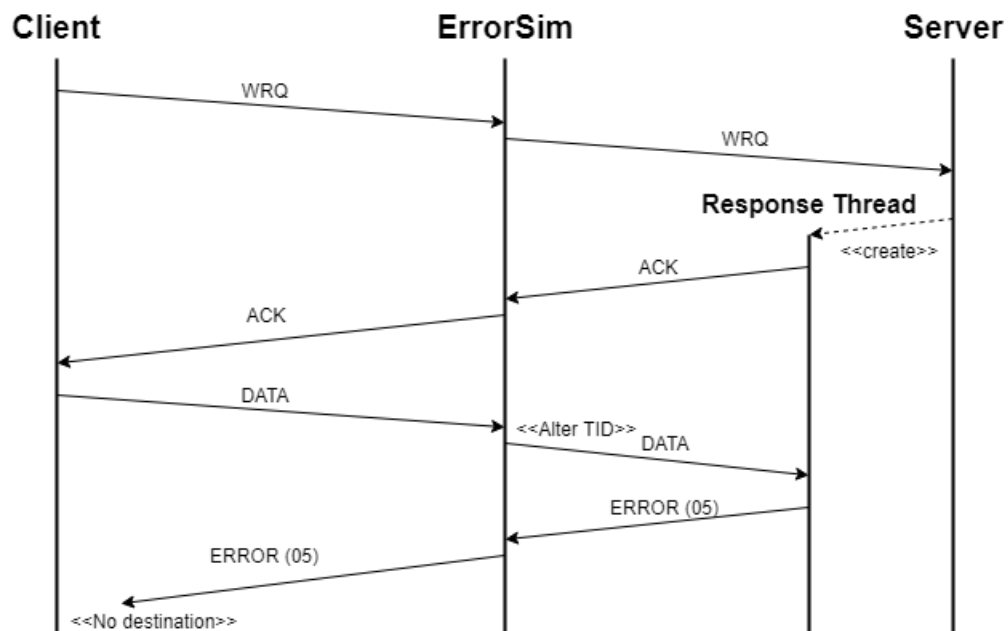 Client
ErrorSim
Server
WRQ
WRQ
Response Thread
<<create>>
ACK
ACK
DATA
<<Alter TID>>
DATA
ERROR (05)
ERROR (05)
<<No destination>>